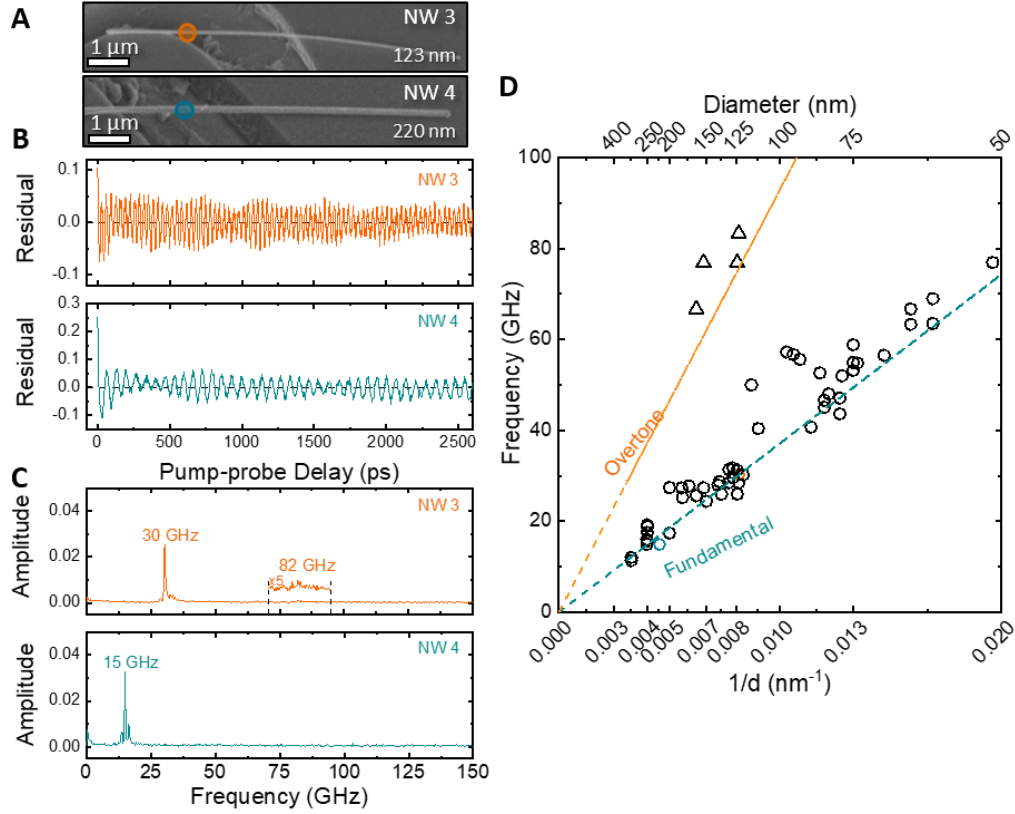 A
NW 3
1 μm
123 nm
NW 4
1 μm
220 nm
B
0.1
0.0
-0.1
Residual
NW 3
0.3
0.2
0.1
0.0
-0.1
Residual
NW 4
0 500 1000 1500 2000 2500
Pump-probe Delay (ps)
C
0.04
0.02
0.00
Amplitude
NW 3
30 GHz
82 GHz
x5
0.04
0.02
0.00
Amplitude
NW 4
15 GHz
0 25 50 75 100 125 150
Frequency (GHz)
D
Diameter (nm)
400 250 200 150 125 100 75 50
100
80
60
40
20
0
Frequency (GHz)
Overtone
Fundamental
0.000 0.003 0.004 0.005 0.007 0.008 0.010 0.013 0.020
1/d (nm⁻¹)